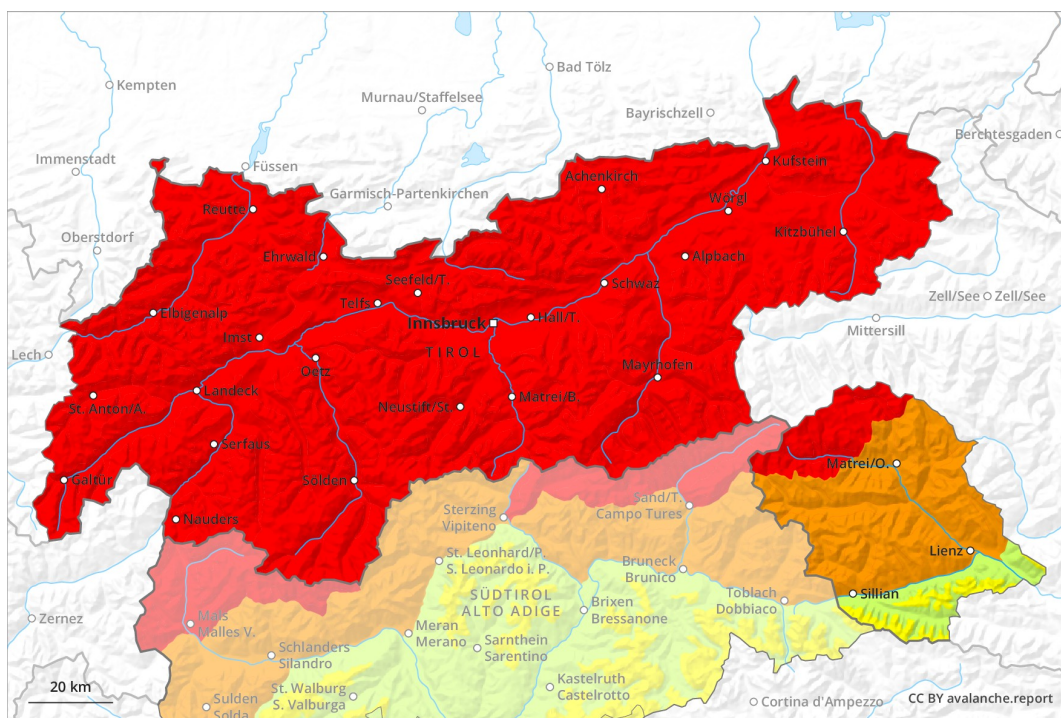 Kempten
Bad Tölz
Murnau/Staffelsee
Bayrischzell
Berchtesgaden
Immenstadt
Füssen
Kufstein
Achenkirch
Garmisch-Partenkirchen
Reutte
Wörgl
Oberstdorf
Kitzbühel
Ehrwald
Alpbach
Seefeld/T.
Schwaz
Telfs
Zell/See
Zell/See
Elbigenalp
Hall/T.
Innsbruck
Mittersill
Imst
TIROL
Lech
Oetz
Mayrhofen
Landeck
St. Anton/A.
Neustift/St.
Matrei/B.
Serfaus
Matrei/O.
Galtür
Sölden
Sand/T.
Campo Tures
Sterzing
Vipiteno
Nauders
Lienz
St. Leonhard/P.
S. Leonardo i. P.
Bruneck
Brunico
SÜDTIROL
ALTO ADIGE
Toblach
Dobbiaco
Sillian
Brixen
Bressanone
Mals
Malles V.
Zernez
Meran
Merano
Sarnthein
Sarentino
Schlanders
Silandro
Kastelruth
Castelrotto
20 km
St. Walburg
S. Valburga
Sulden
Solda
Cortina d'Ampezzo
CC BY avalanche.report